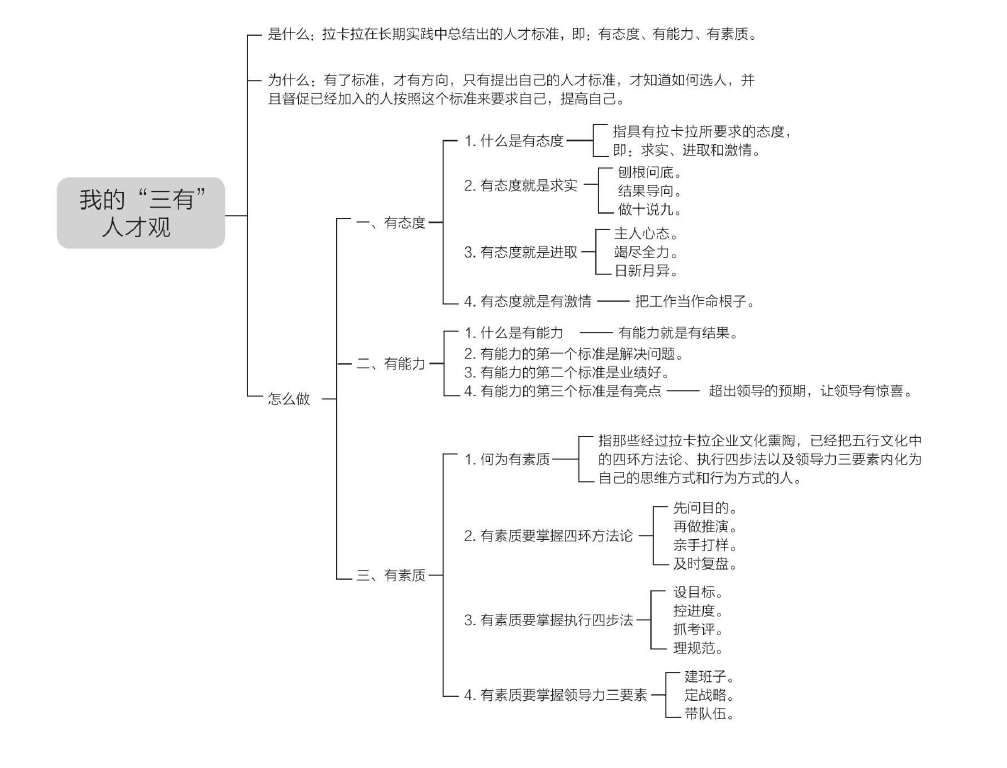 我的“三有”
人才观
是什么：拉卡拉在长期实践中总结出的人才标准，即：有态度、有能力、有素质。
为什么：有了标准，才有方向，只有提出自己的人才标准，才知道如何选人，并
且督促已经加入的人按照这个标准来要求自己，提高自己。
怎么做
一、有态度
1. 什么是有态度
指具有拉卡拉所要求的态度，
即：求实、进取和激情。
2. 有态度就是求实
刨根问底。
结果导向。
做十说九。
3. 有态度就是进取
主人心态。
竭尽全力。
日新月异。
4. 有态度就是有激情
把工作当作命根子。
二、有能力
1. 什么是有能力
有能力就是有结果。
2. 有能力的第一个标准是解决问题。
3. 有能力的第二个标准是业绩好。
4. 有能力的第三个标准是有亮点
超出领导的预期，让领导有惊喜。
三、有素质
1. 何为有素质
指那些经过拉卡拉企业文化熏陶，已经把五行文化中
的四环方法论、执行四步法以及领导力三要素内化为
自己的思维方式和行为方式的人。
2. 有素质要掌握四环方法论
先问目的。
再做推演。
亲手打样。
及时复盘。
3. 有素质要掌握执行四步法
设目标。
控进度。
抓考评。
理规范。
4. 有素质要掌握领导力三要素
建班子。
定战略。
带队伍。